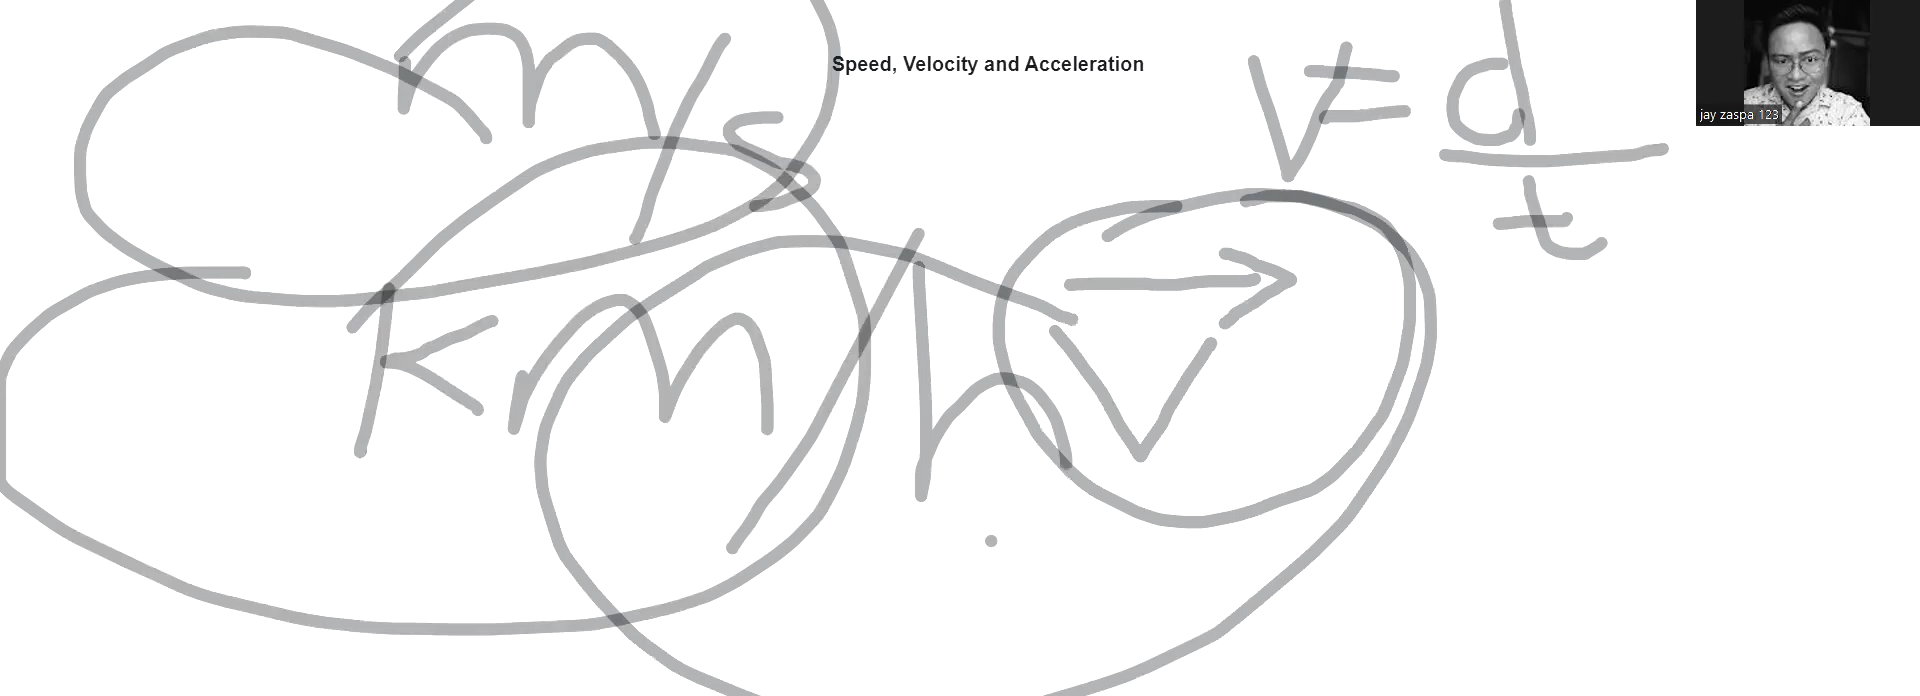 m/s
Speed, Velocity and Acceleration
V = d/t
jay zaspa 123
Km/h
→
V